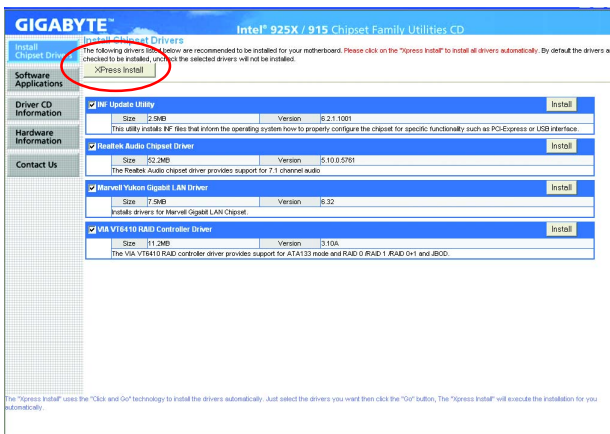 GIGABYTE™
Intel® 925X / 915 Chipset Family Utilities CD
Install
Chipset Drivers
Software
Applications
Driver CD
Information
Hardware
Information
Contact Us
Install Chipset Drivers
The following drivers listed below are recommended to be installed for your motherboard. Please click on the "Xpress Install" to install all drivers automatically. By default the drivers a
checked to be installed, uncheck the selected drivers will not be installed.
XPress Install
INF Update Utility Install
Size 2.5MB Version 6.2.1.1001
This utility installs INF files that inform the operating system how to properly configure the chipset for specific functionality such as PCI-Express or USB interface.
Realtek Audio Chipset Driver Install
Size 52.2MB Version 5.10.0.5761
The Realtek Audio chipset driver provides support for 7.1 channel audio
Marvell Yukon Gigabit LAN Driver Install
Size 7.5MB Version 6.32
Installs drivers for Marvell Gigabit LAN Chipset.
VIA VT6410 RAID Controller Driver Install
Size 11.2MB Version 3.10A
The VIA VT6410 RAID controller driver provides support for ATA133 mode and RAID 0 /RAID 1 /RAID 0+1 and JBOD.
The "Xpress Install" uses the "Click and Go" technology to install the drivers automatically. Just select the drivers you want then click the "Go" button, The "Xpress Install" will execute the installation for you
automatically.